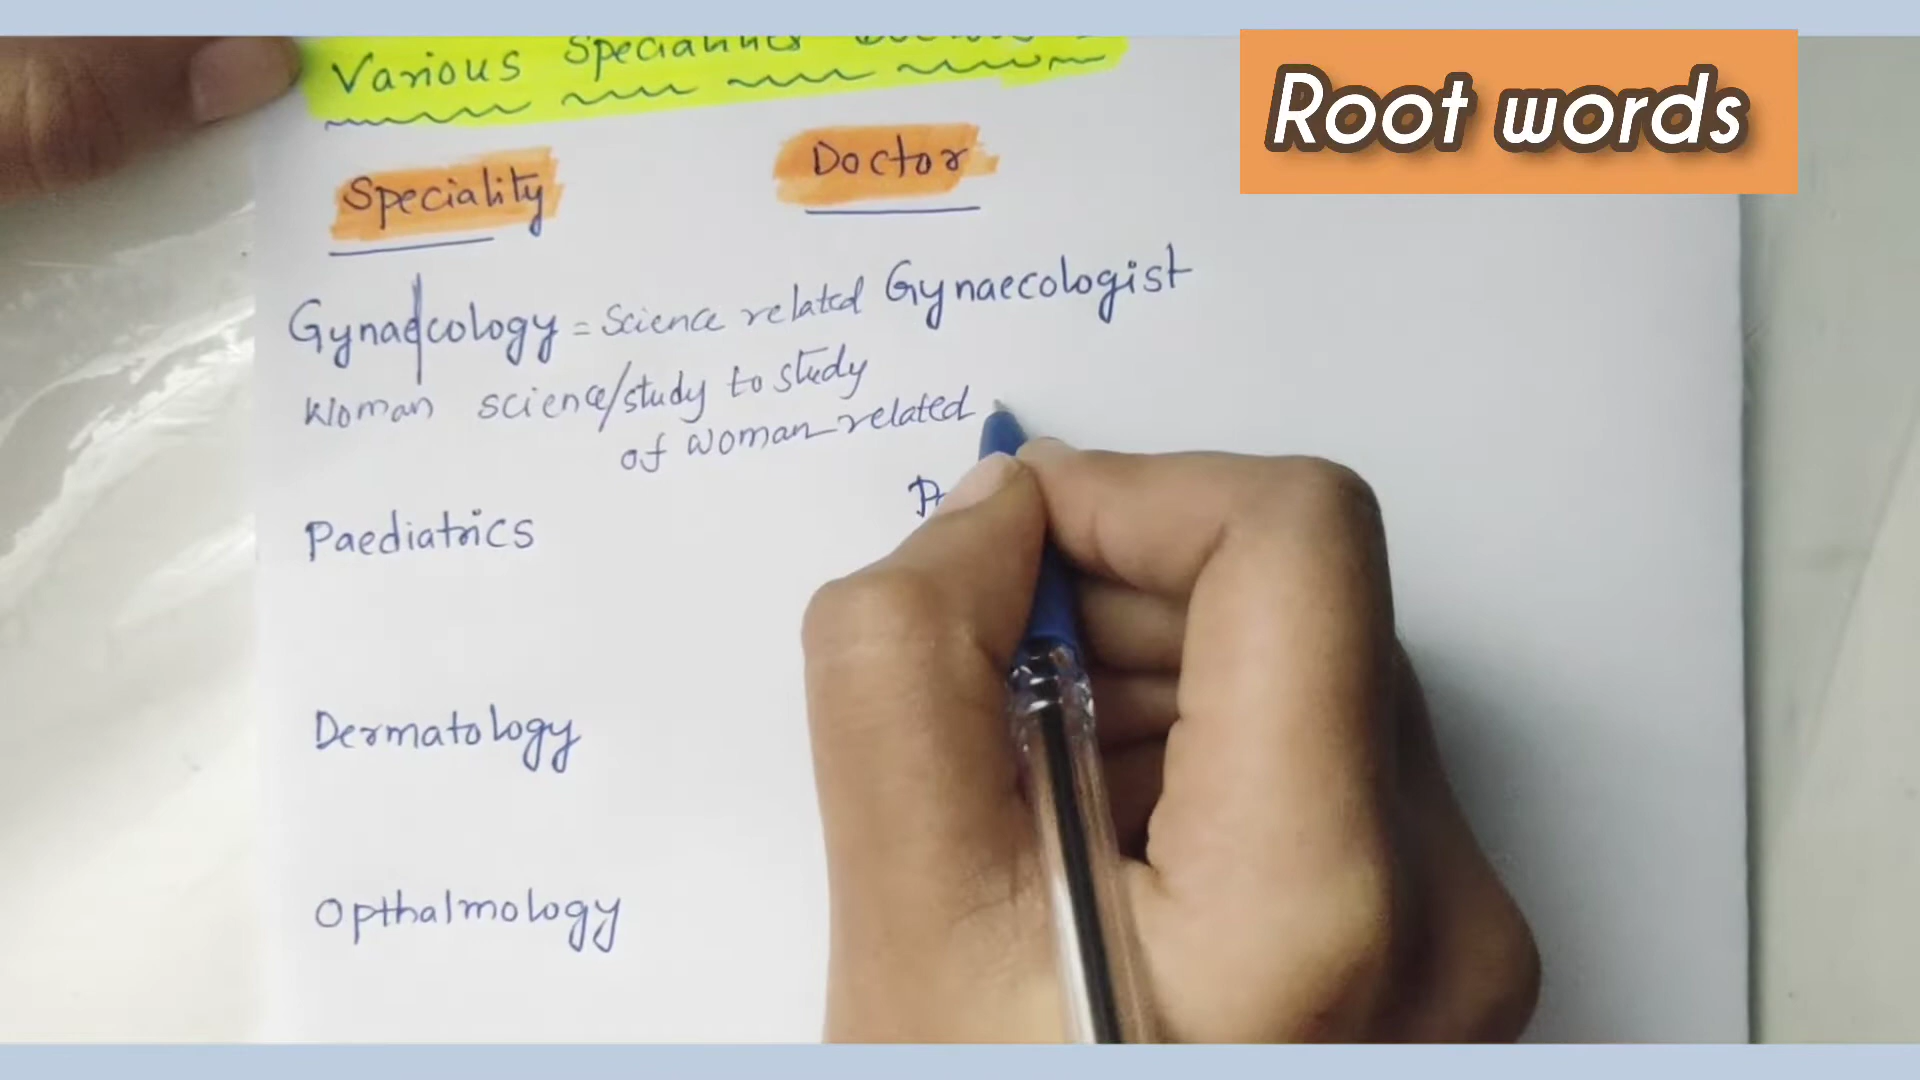 Various Specialities
Root words
Speciality Doctor
Gynaecology = Science related Gynaecologist
Woman science/study to study
of woman related
Paediatrics
Dermatology
Opthalmology